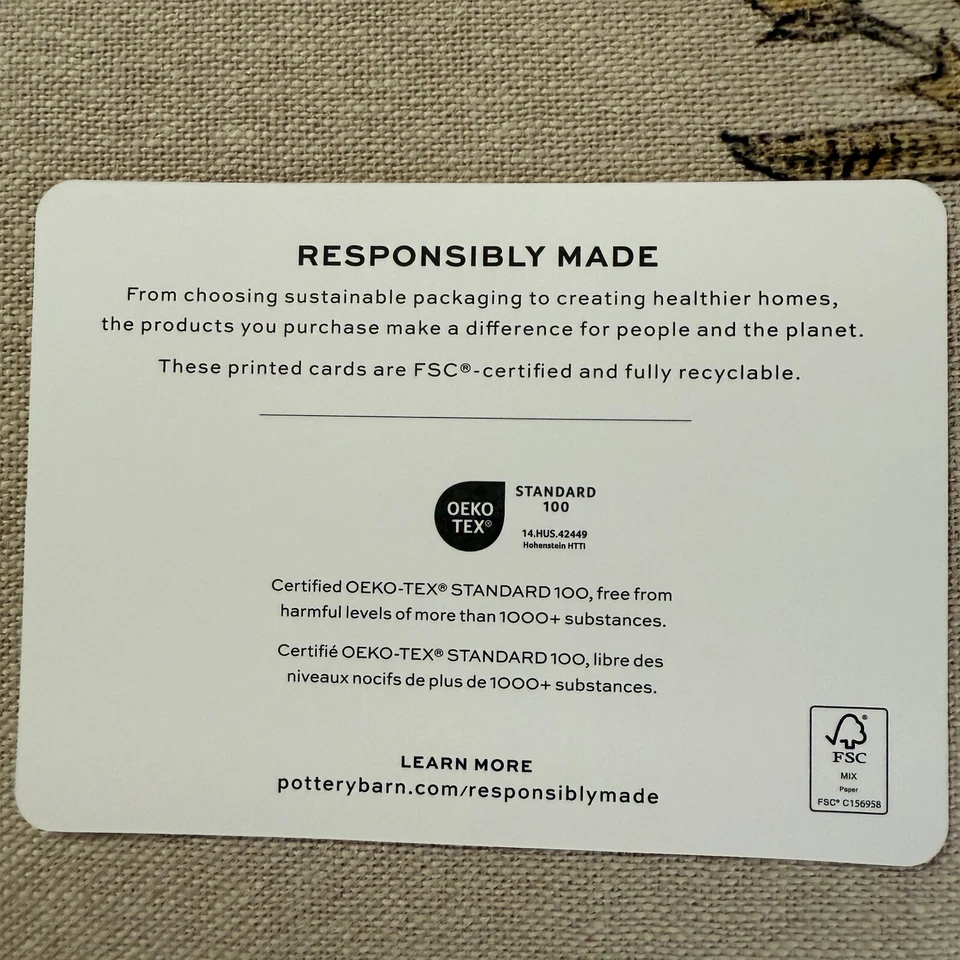 RESPONSIBLY MADE
From choosing sustainable packaging to creating healthier homes,
the products you purchase make a difference for people and the planet.
These printed cards are FSC®-certified and fully recyclable.
OEKO
TEX®
STANDARD
100
14.HUS.42449
Hohenstein HTTI
Certified OEKO-TEX® STANDARD 100, free from
harmful levels of more than 1000+ substances.
Certifié OEKO-TEX® STANDARD 100, libre des
niveaux nocifs de plus de 1000+ substances.
LEARN MORE
potterybarn.com/responsiblymade
®
FSC
MIX
Paper
FSC® C156958